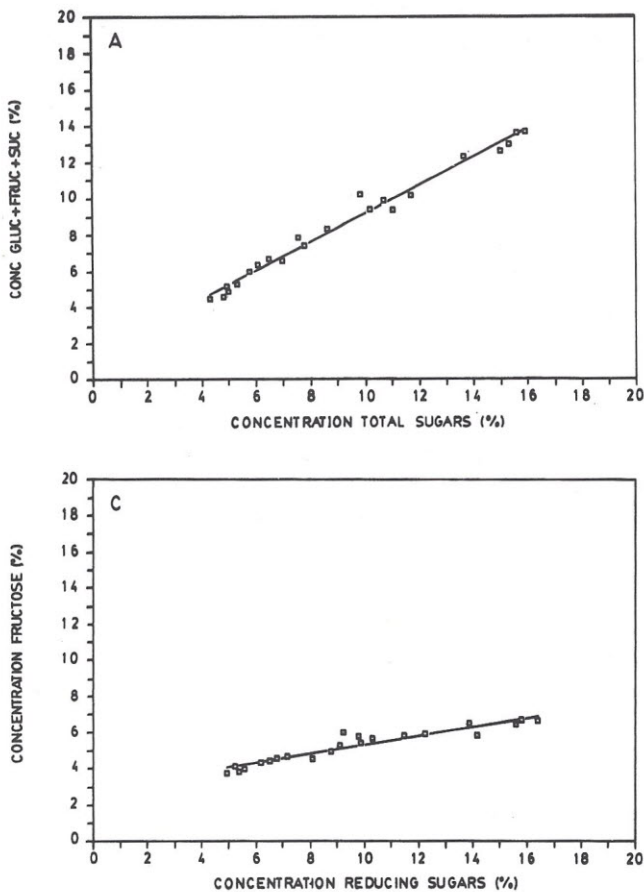 20
18
16
14
12
10
8
6
4
2
0
A
CONC GLUC+FRUC+SUC (%)
0 2 4 6 8 10 12 14 16 18 20
CONCENTRATION TOTAL SUGARS (%)
20
18
16
14
12
10
8
6
4
2
0
C
CONCENTRATION FRUCTOSE (%)
0 2 4 6 8 10 12 14 16 18 20
CONCENTRATION REDUCING SUGARS (%)